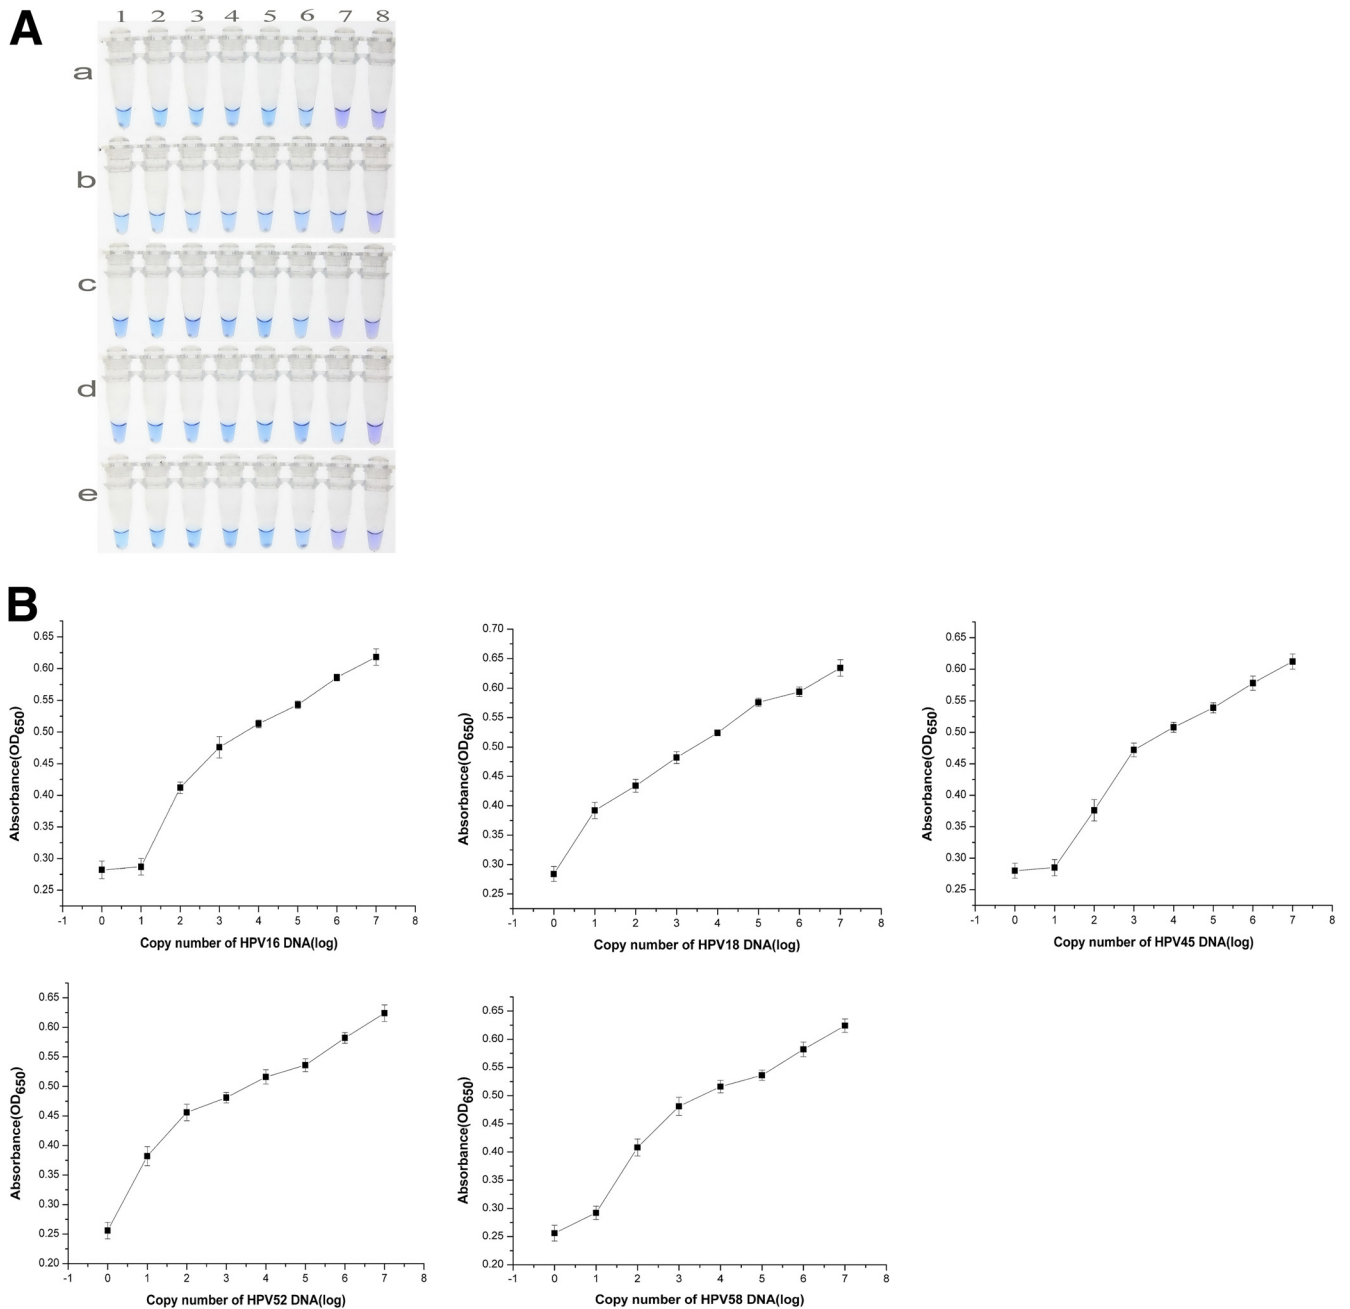 A
1 2 3 4 5 6 7 8
a
b
c
d
e
B
0.65
0.60
0.55
0.50
0.45
0.40
0.35
0.30
0.25
Absorbance(OD650)
-1 0 1 2 3 4 5 6 7 8
Copy number of HPV16 DNA(log)
0.70
0.65
0.60
0.55
0.50
0.45
0.40
0.35
0.30
0.25
Absorbance(OD650)
-1 0 1 2 3 4 5 6 7 8
Copy number of HPV18 DNA(log)
0.65
0.60
0.55
0.50
0.45
0.40
0.35
0.30
0.25
Absorbance(OD650)
-1 0 1 2 3 4 5 6 7 8
Copy number of HPV45 DNA(log)
0.65
0.60
0.55
0.50
0.45
0.40
0.35
0.30
0.25
0.20
Absorbance(OD650)
-1 0 1 2 3 4 5 6 7 8
Copy number of HPV52 DNA(log)
0.65
0.60
0.55
0.50
0.45
0.40
0.35
0.30
0.25
0.20
Absorbance(OD650)
-1 0 1 2 3 4 5 6 7 8
Copy number of HPV58 DNA(log)